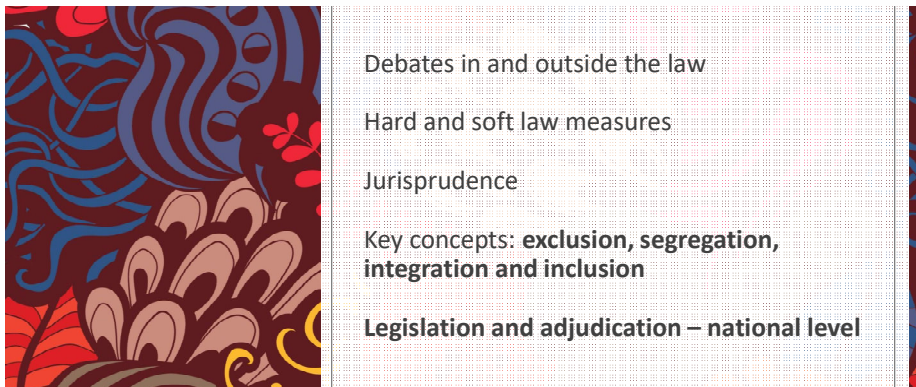 Debates in and outside the law
Hard and soft law measures
Jurisprudence
Key concepts: exclusion, segregation,
integration and inclusion
Legislation and adjudication – national level